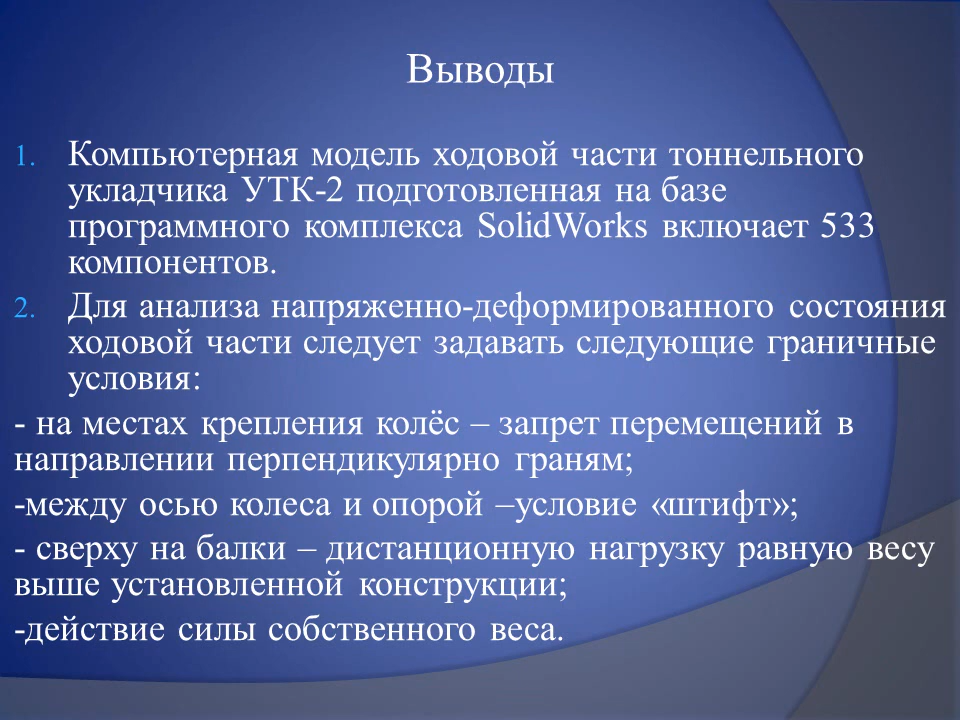 Выводы
1. Компьютерная модель ходовой части тоннельного
укладчика УТК-2 подготовленная на базе
программного комплекса SolidWorks включает 533
компонентов.
2. Для анализа напряженно-деформированного состояния
ходовой части следует задавать следующие граничные
условия:
- на местах крепления колёс – запрет перемещений в
направлении перпендикулярно граням;
-между осью колеса и опорой –условие «штифт»;
- сверху на балки – дистанционную нагрузку равную весу
выше установленной конструкции;
-действие силы собственного веса.